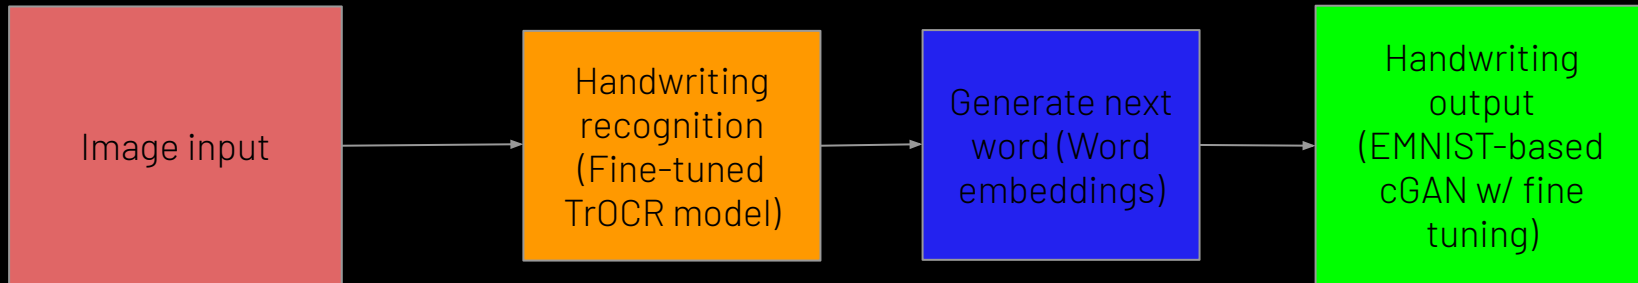 Image input
Handwriting
recognition
(Fine-tuned
TrOCR model)
Generate next
word (Word
embeddings)
Handwriting
output
(EMNIST-based
cGAN w/ fine
tuning)